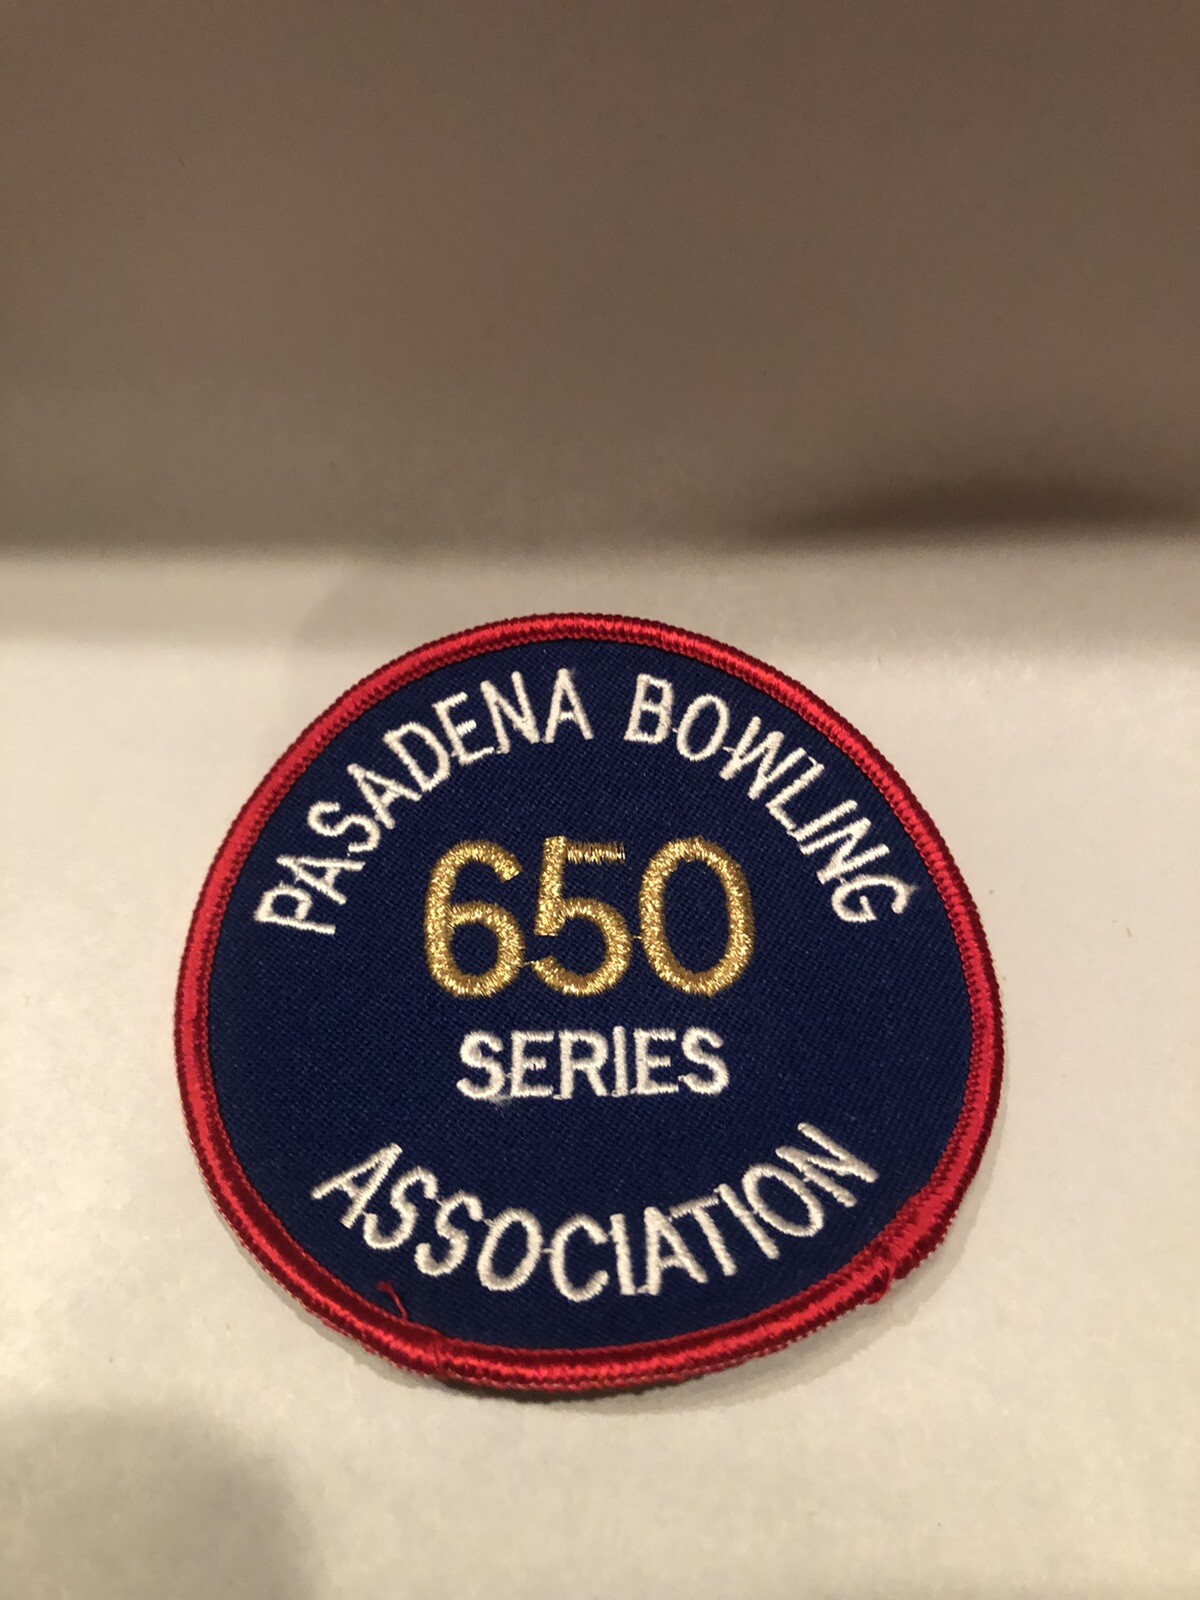 PASADENA BOWLING
650
SERIES
ASSOCIATION